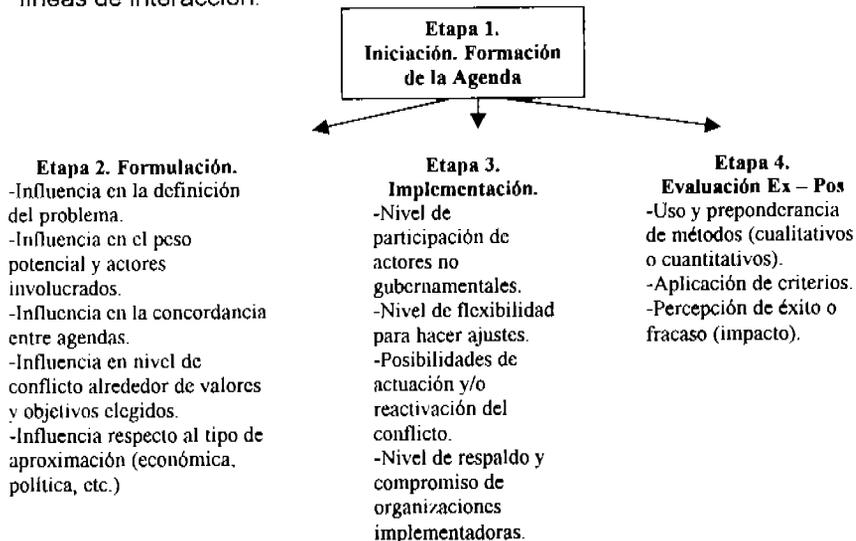 líneas de interacción.
Etapa 1.
Iniciación. Formación
de la Agenda
Etapa 2. Formulación.
-Influencia en la definición
del problema.
-Influencia en el peso
potencial y actores
involucrados.
-Influencia en la concordancia
entre agendas.
-Influencia en nivel de
conflicto alrededor de valores
y objetivos elegidos.
-Influencia respecto al tipo de
aproximación (económica,
política, etc.)
Etapa 3.
Implementación.
-Nivel de
participación de
actores no
gubernamentales.
-Nivel de flexibilidad
para hacer ajustes.
-Posibilidades de
actuación y/o
reactivación del
conflicto.
-Nivel de respaldo y
compromiso de
organizaciones
implementadoras.
Etapa 4.
Evaluación Ex – Pos
-Uso y preponderancia
de métodos (cualitativos
o cuantitativos).
-Aplicación de criterios.
-Percepción de éxito o
fracaso (impacto).